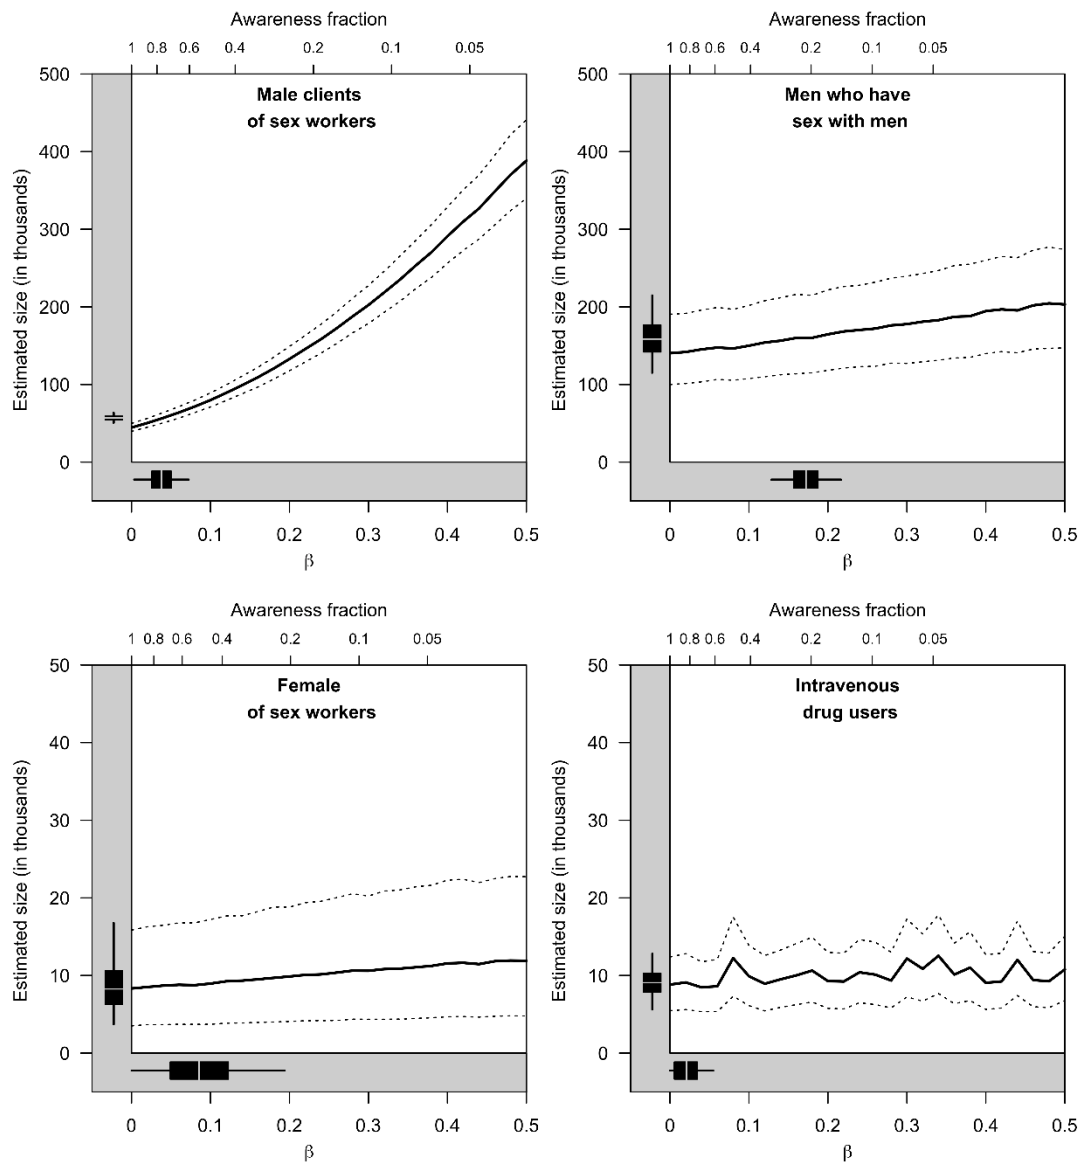 Awareness fraction
1 0.8 0.6 0.4 0.2 0.1 0.05
Male clients
of sex workers
Estimated size (in thousands)
500
400
300
200
100
0
0 0.1 0.2 0.3 0.4 0.5
β
Awareness fraction
1 0.8 0.6 0.4 0.2 0.1 0.05
Men who have
sex with men
Estimated size (in thousands)
500
400
300
200
100
0
0 0.1 0.2 0.3 0.4 0.5
β
Awareness fraction
1 0.8 0.6 0.4 0.2 0.1 0.05
Female
of sex workers
Estimated size (in thousands)
50
40
30
20
10
0
0 0.1 0.2 0.3 0.4 0.5
β
Awareness fraction
1 0.8 0.6 0.4 0.2 0.1 0.05
Intravenous
drug users
Estimated size (in thousands)
50
40
30
20
10
0
0 0.1 0.2 0.3 0.4 0.5
β